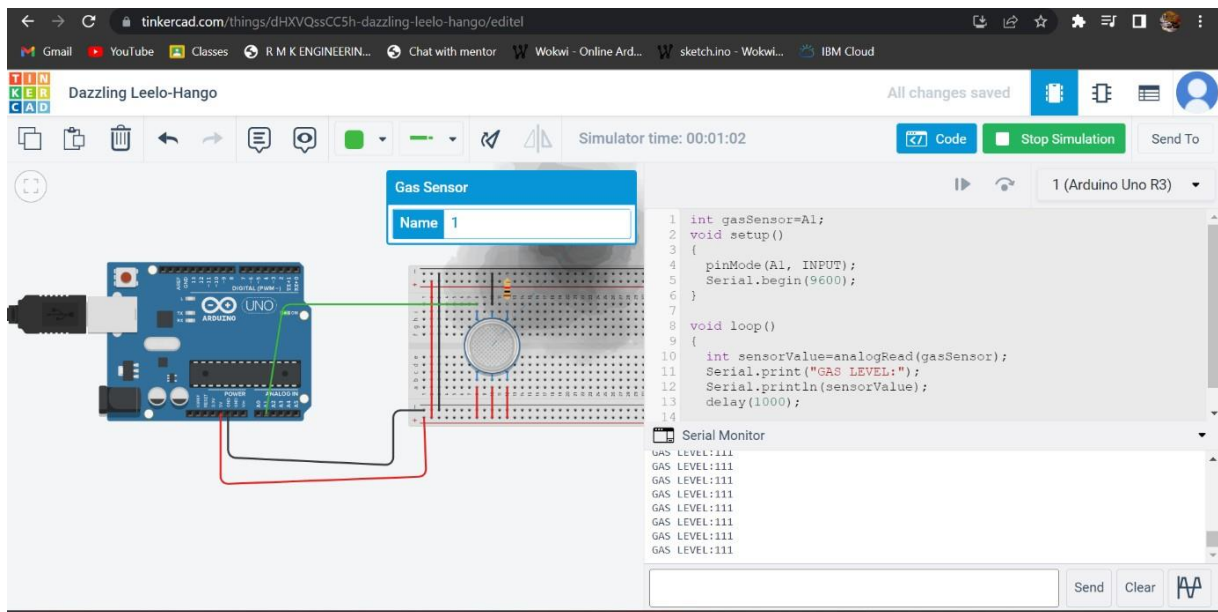 tinkercad.com/things/dHXVQssCC5h-dazzling-leelo-hango/editel
Gmail YouTube Classes R M K ENGINEERIN... Chat with mentor Wokwi - Online Ard... sketch.ino - Wokwi... IBM Cloud
TIN
KER
CAD
Dazzling Leelo-Hango
All changes saved
Simulator time: 00:01:02
Code
Stop Simulation
Send To
Gas Sensor
Name 1
1 (Arduino Uno R3)
DIGITAL (PWM~)
UNO
ARDUINO
POWER
ANALOG IN
1 int gasSensor=A1;
2 void setup()
3 {
4 pinMode(A1, INPUT);
5 Serial.begin(9600);
6 }
7
8 void loop()
9 {
10 int sensorValue=analogRead(gasSensor);
11 Serial.print("GAS LEVEL:");
12 Serial.println(sensorValue);
13 delay(1000);
14
Serial Monitor
GAS LEVEL:111
GAS LEVEL:111
GAS LEVEL:111
GAS LEVEL:111
GAS LEVEL:111
GAS LEVEL:111
GAS LEVEL:111
GAS LEVEL:111
Send
Clear